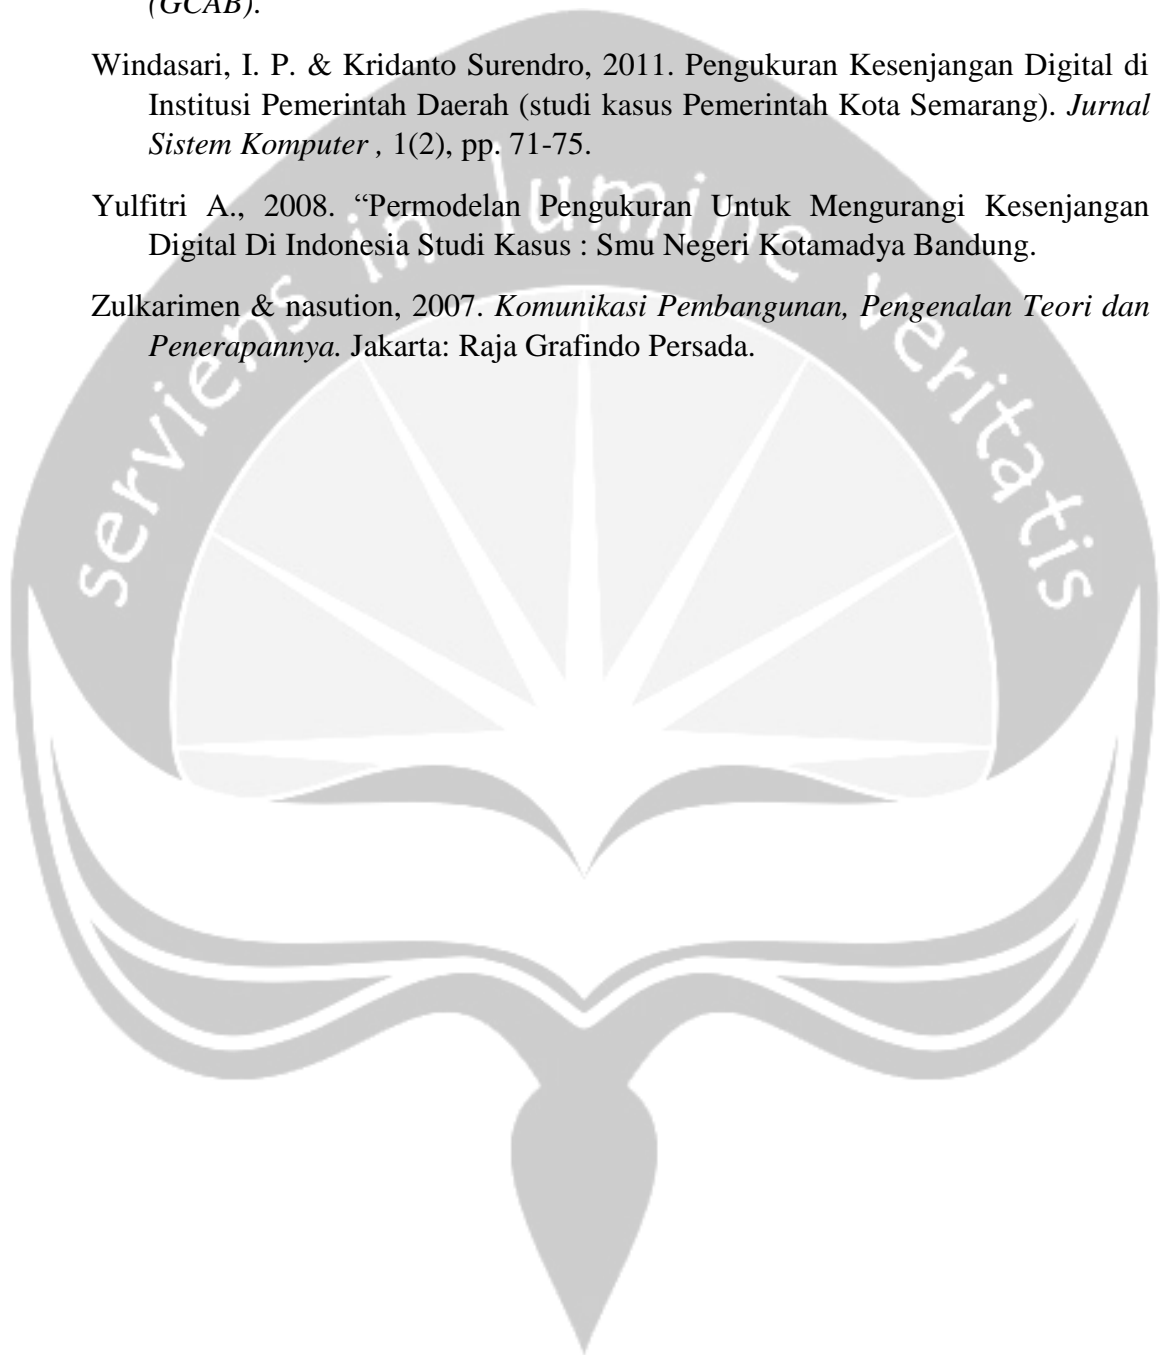 (GCAB).
Windasari, I. P. & Kridanto Surendro, 2011. Pengukuran Kesenjangan Digital di
Institusi Pemerintah Daerah (studi kasus Pemerintah Kota Semarang). Jurnal
Sistem Komputer , 1(2), pp. 71-75.
Yulfitri A., 2008. “Permodelan Pengukuran Untuk Mengurangi Kesenjangan
Digital Di Indonesia Studi Kasus : Smu Negeri Kotamadya Bandung.
Zulkarimen & nasution, 2007. Komunikasi Pembangunan, Pengenalan Teori dan
Penerapannya. Jakarta: Raja Grafindo Persada.
serviens in lumine veritatis